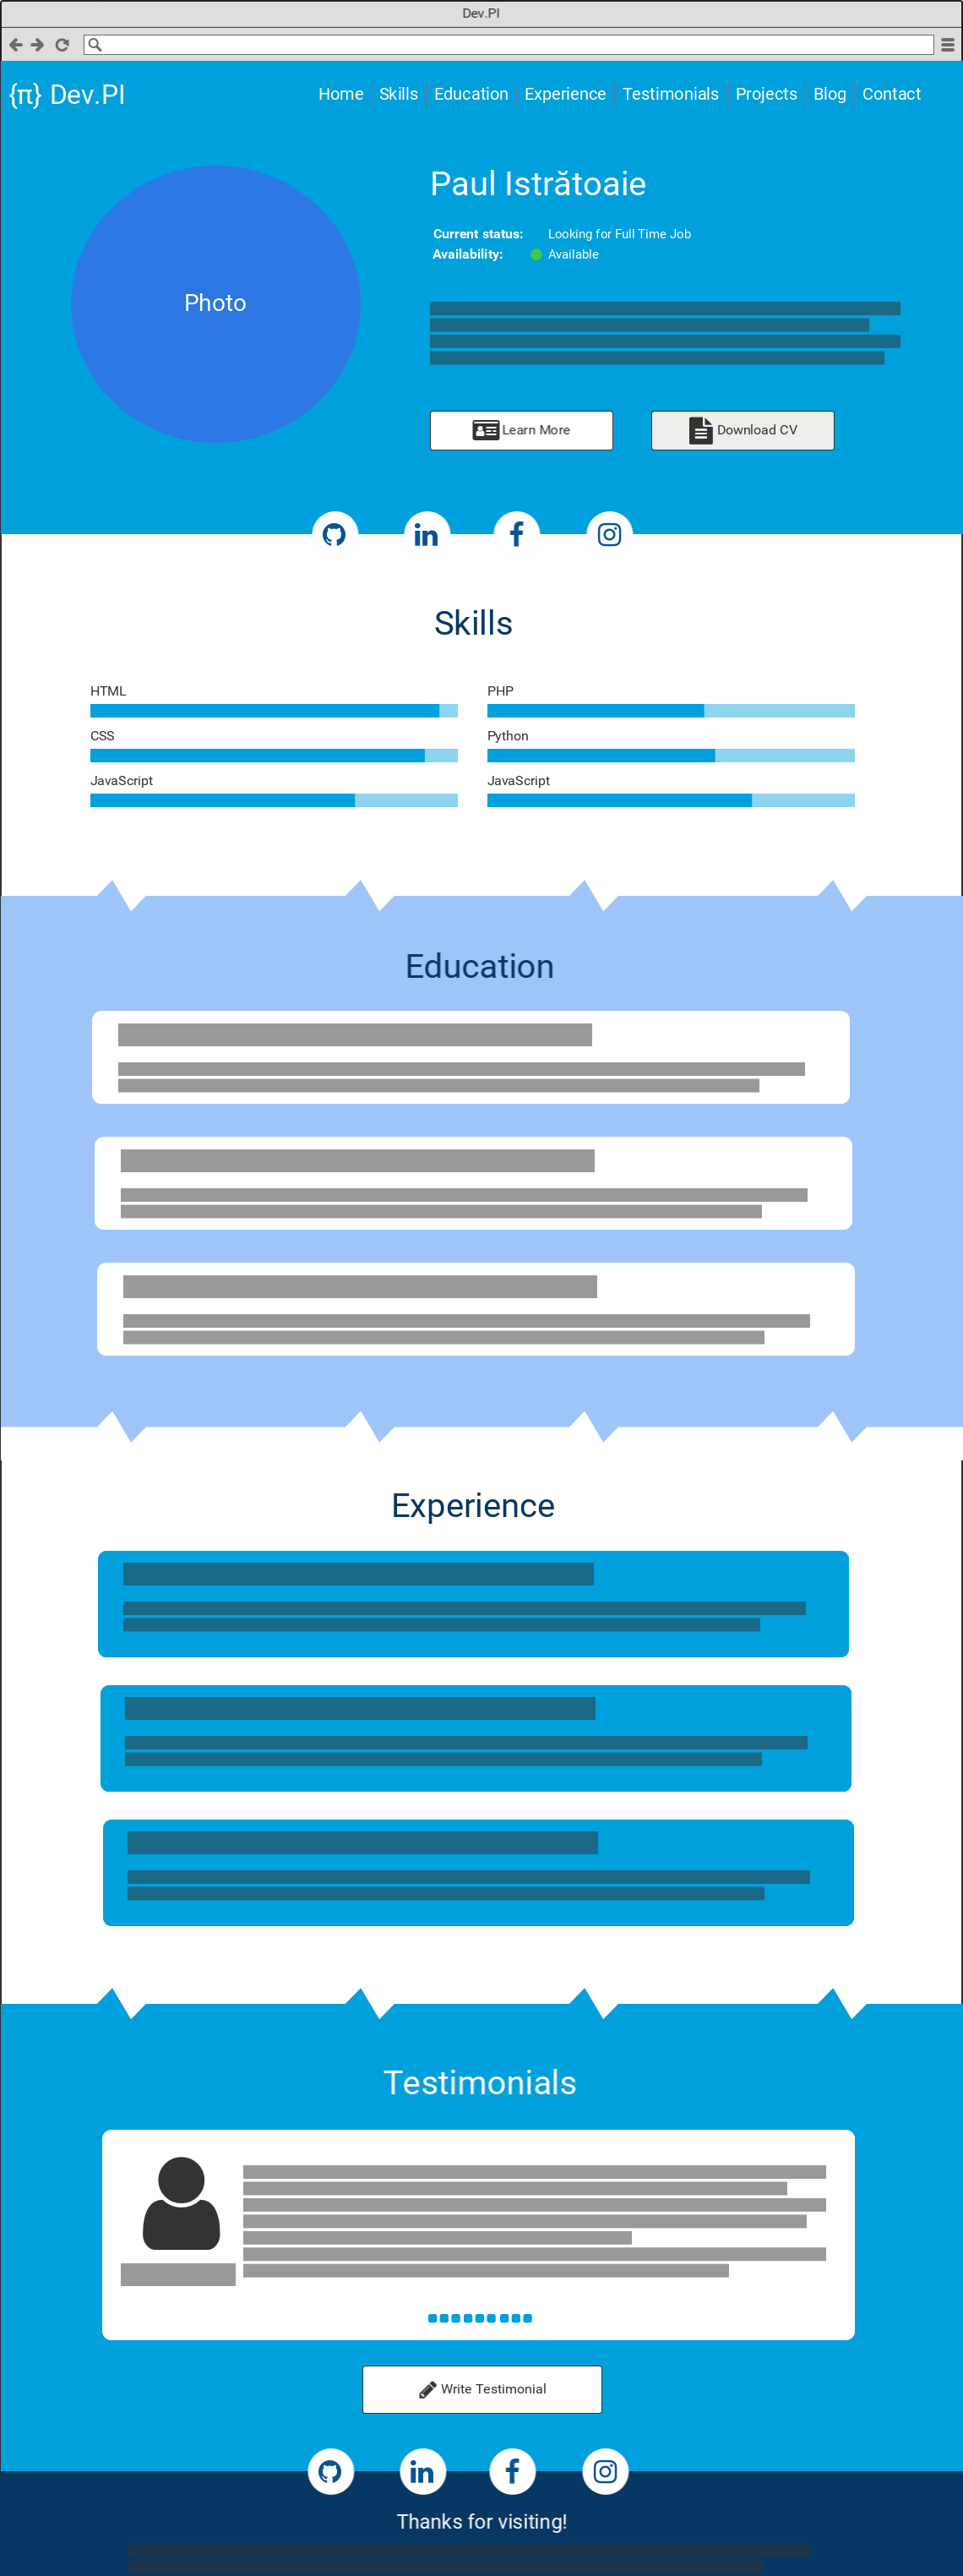 Dev.PI
{π} Dev.PI
Home Skills Education Experience Testimonials Projects Blog Contact
Paul Istrătoaie
Current status: Looking for Full Time Job
Availability: Available
Photo
Learn More Download CV
Skills
HTML PHP
CSS Python
JavaScript JavaScript
Education
Experience
Testimonials
Write Testimonial
Thanks for visiting!